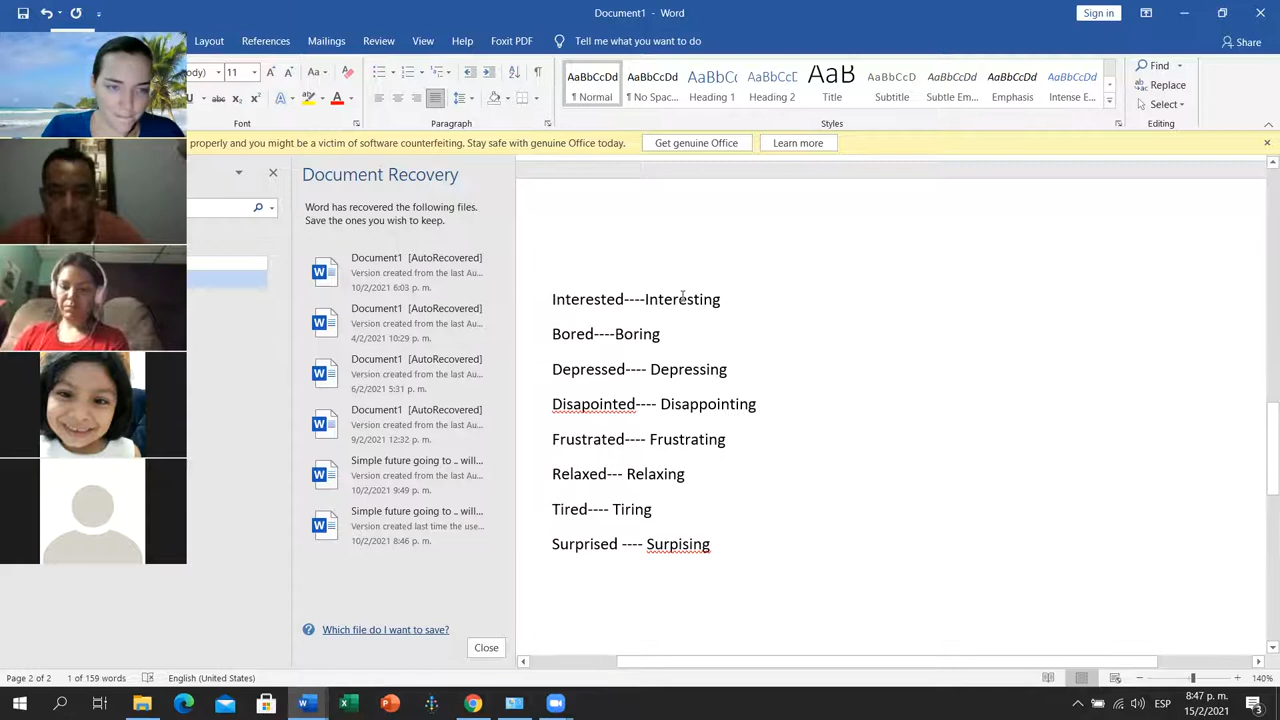 Document1 - Word
Sign in
Layout References Mailings Review View Help Foxit PDF Tell me what you want to do
Share
11 A A Aa
AaBbCcDd AaBbCcDd AaBbCc AaBbCcD AaB AaBbCcD AaBbCcDd AaBbCcDd AaBbCcDd
¶ Normal ¶ No Spac... Heading 1 Heading 2 Title Subtitle Subtle Em... Emphasis Intense E...
Find
Replace
Select
Font Paragraph Styles Editing
properly and you might be a victim of software counterfeiting. Stay safe with genuine Office today. Get genuine Office Learn more
Document Recovery
Word has recovered the following files.
Save the ones you wish to keep.
Document1 [AutoRecovered]
Version created from the last Au...
10/2/2021 6:03 p. m.
Document1 [AutoRecovered]
Version created from the last Au...
4/2/2021 10:29 p. m.
Document1 [AutoRecovered]
Version created from the last Au...
6/2/2021 5:31 p. m.
Document1 [AutoRecovered]
Version created from the last Au...
9/2/2021 12:32 p. m.
Simple future going to .. will...
Version created from the last Au...
10/2/2021 9:49 p. m.
Simple future going to .. will...
Version created last time the use...
10/2/2021 8:46 p. m.
Which file do I want to save?
Close
Interested----Interesting
Bored----Boring
Depressed---- Depressing
Disapointed---- Disappointing
Frustrated---- Frustrating
Relaxed--- Relaxing
Tired---- Tiring
Surprised ---- Surpising
Page 2 of 2 1 of 159 words English (United States) 140%
ESP
8:47 p. m.
15/2/2021
3